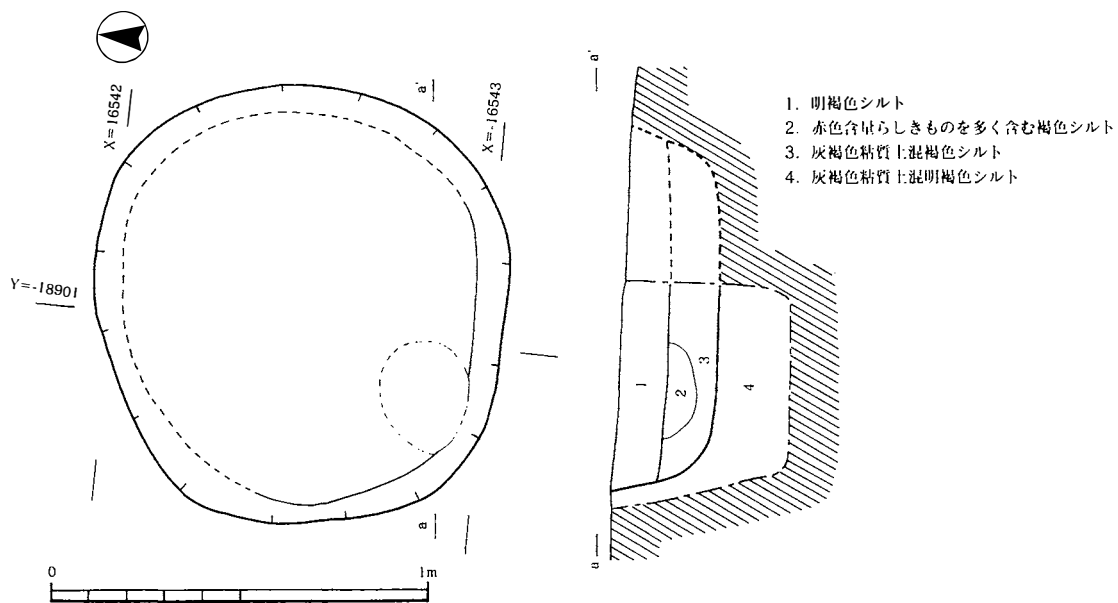 X=16542
a'
X=-16543
Y=-18901
a
0
1m
a'
1
2
3
4
a
1. 明褐色シルト
2. 赤色含量らしきものを多く含む褐色シルト
3. 灰褐色粘質土混褐色シルト
4. 灰褐色粘質土混明褐色シルト